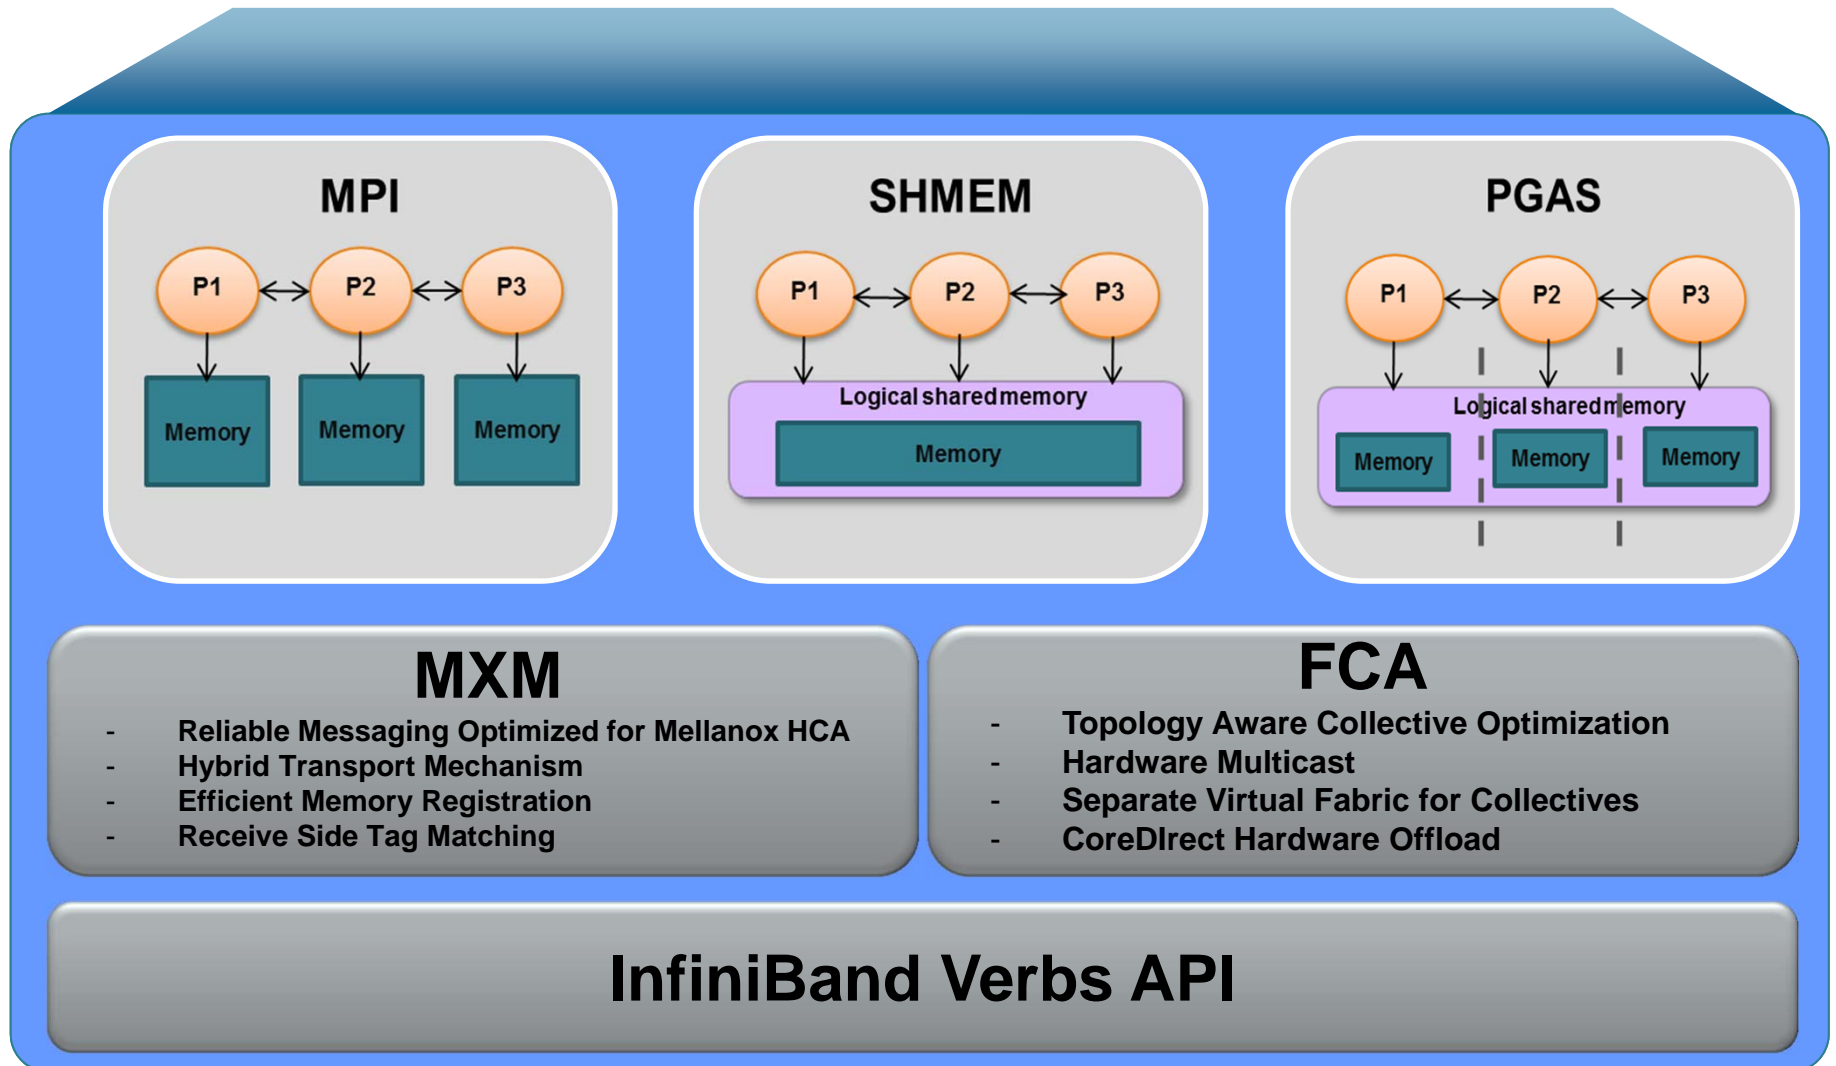 MPI
P1
P2
P3
Memory
Memory
Memory
SHMEM
P1
P2
P3
Logical shared memory
Memory
PGAS
P1
P2
P3
Logical shared memory
Memory
Memory
Memory
MXM
- Reliable Messaging Optimized for Mellanox HCA
- Hybrid Transport Mechanism
- Efficient Memory Registration
- Receive Side Tag Matching
FCA
- Topology Aware Collective Optimization
- Hardware Multicast
- Separate Virtual Fabric for Collectives
- CoreDIrect Hardware Offload
InfiniBand Verbs API